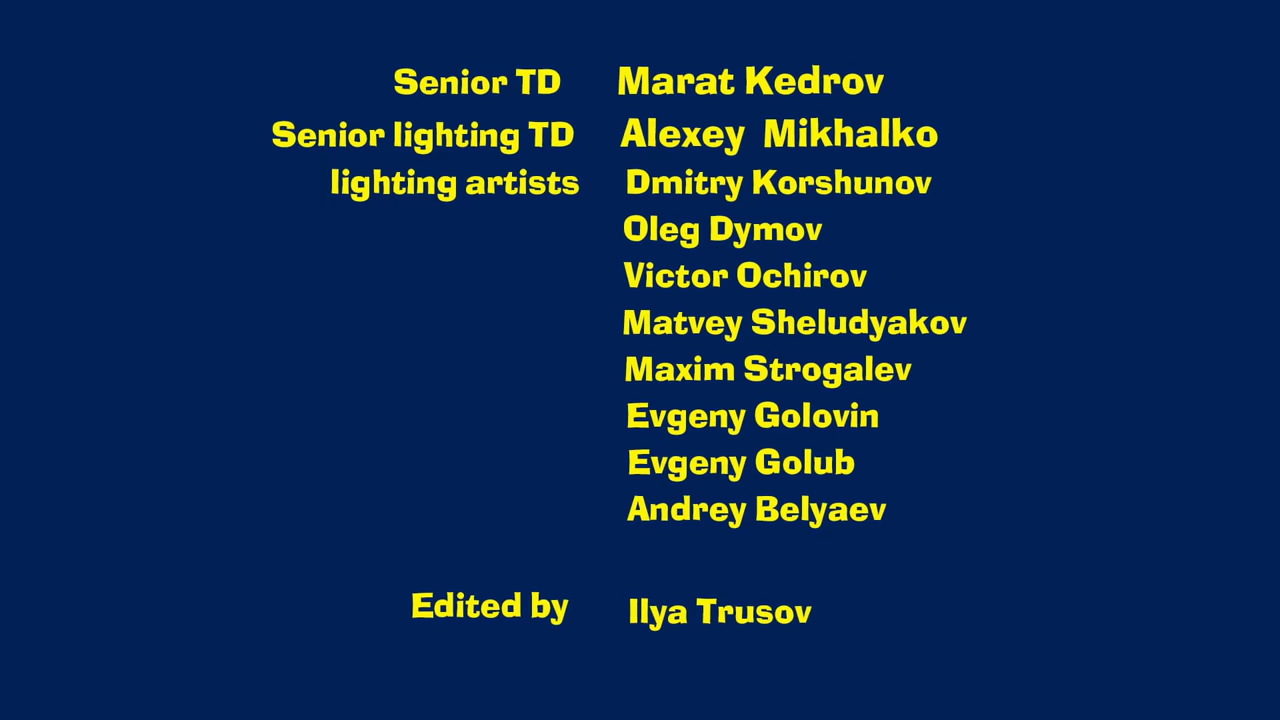 Senior TD Marat Kedrov
Senior lighting TD Alexey Mikhalko
lighting artists Dmitry Korshunov
Oleg Dymov
Victor Ochirov
Matvey Sheludyakov
Maxim Strogalev
Evgeny Golovin
Evgeny Golub
Andrey Belyaev
Edited by Ilya Trusov